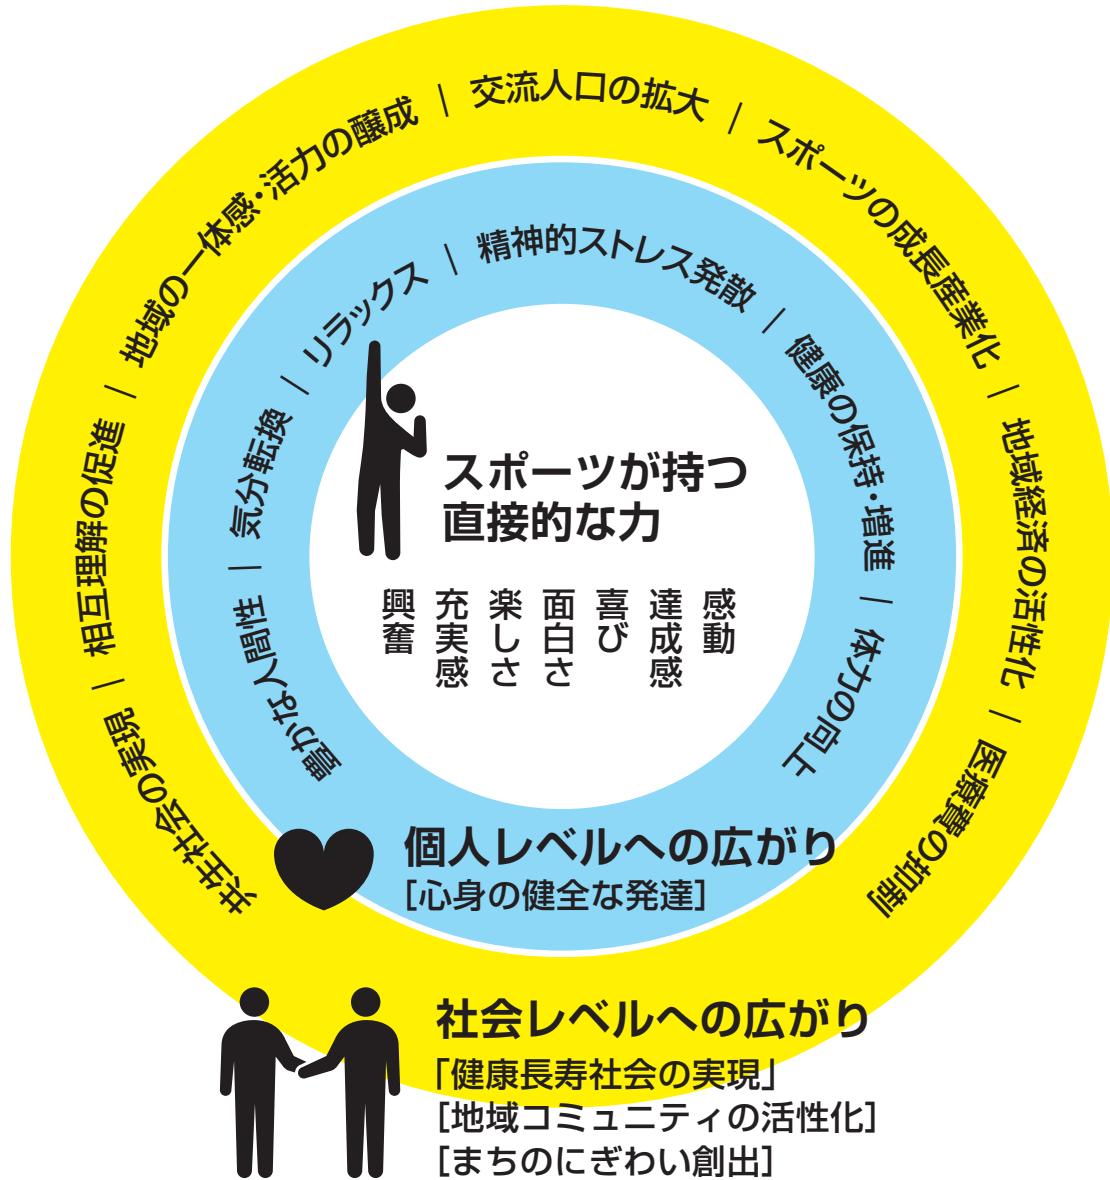 共生社会の実現 | 相互理解の促進 | 地域の一体感・活力の醸成 | 交流人口の拡大 | スポーツの成長産業化 | 地域経済の活性化 | 医療費の抑制
豊かな人間性 | 気分転換 | リラックス | 精神的ストレス発散 | 健康の保持・増進 | 体力の向上
スポーツが持つ
直接的な力
感動
達成感
喜び
面白さ
楽しさ
充実感
興奮
個人レベルへの広がり
[心身の健全な発達]
社会レベルへの広がり
「健康長寿社会の実現」
[地域コミュニティの活性化]
[まちのにぎわい創出]